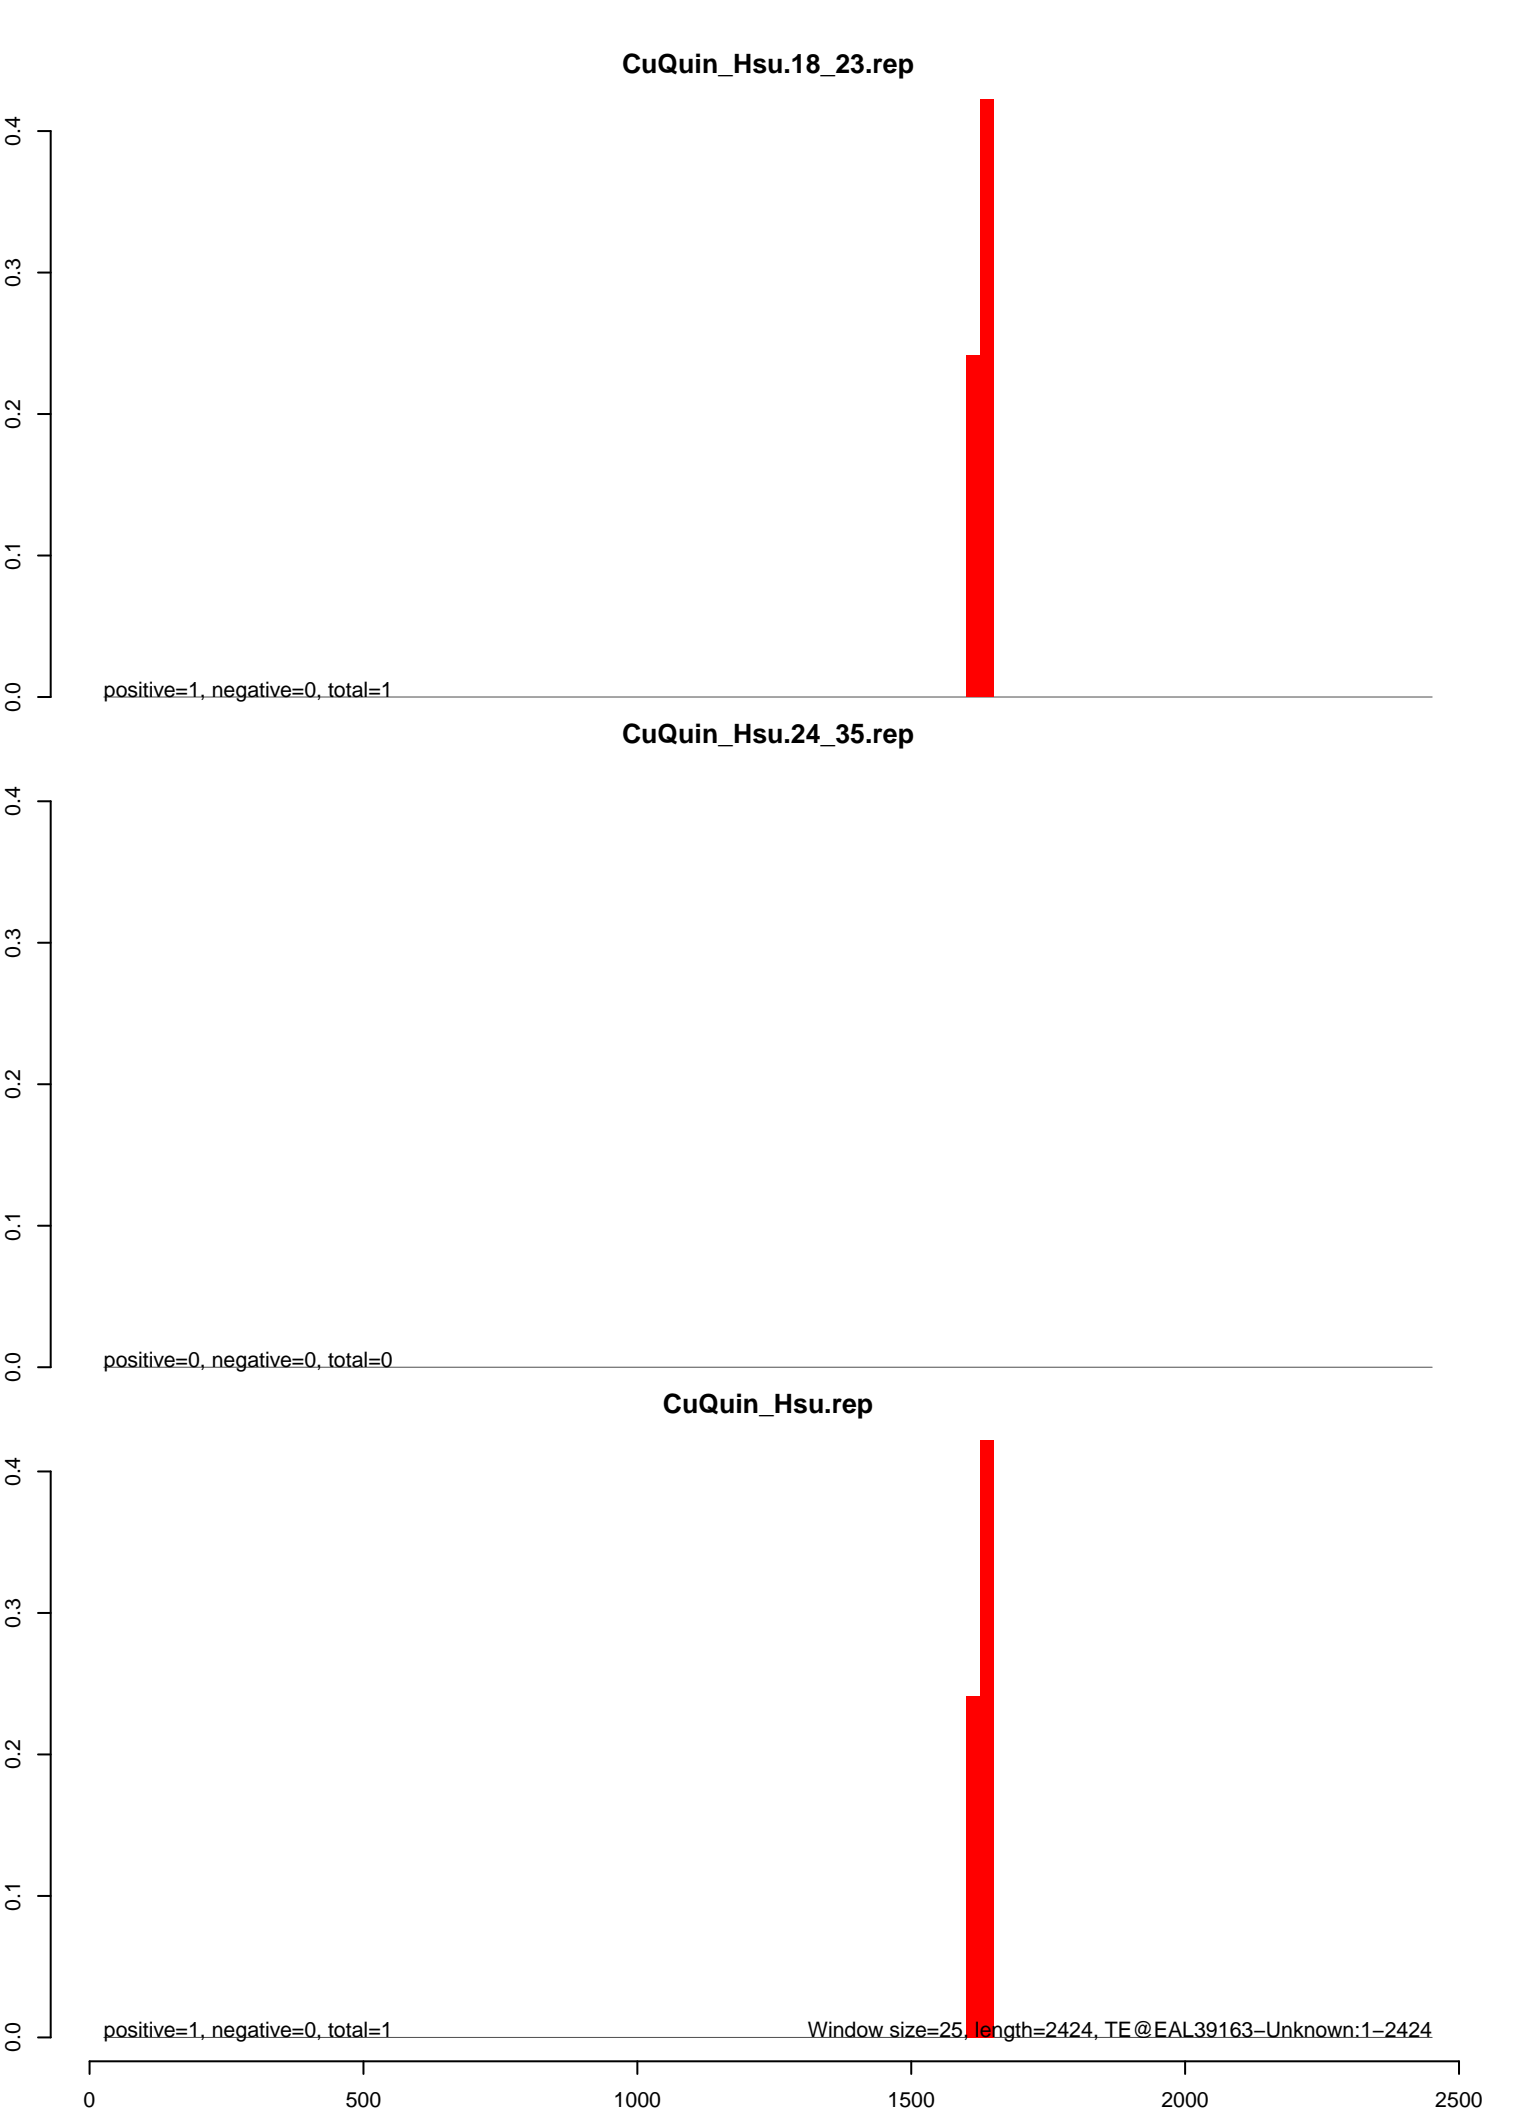 CuQuin_Hsu.18_23.rep
0.4
0.3
0.2
0.1
0.0
positive=1, negative=0, total=1
CuQuin_Hsu.24_35.rep
0.4
0.3
0.2
0.1
0.0
positive=0, negative=0, total=0
CuQuin_Hsu.rep
0.4
0.3
0.2
0.1
0.0
positive=1, negative=0, total=1
Window size=25, length=2424, TE@EAL39163−Unknown:1−2424
0 500 1000 1500 2000 2500